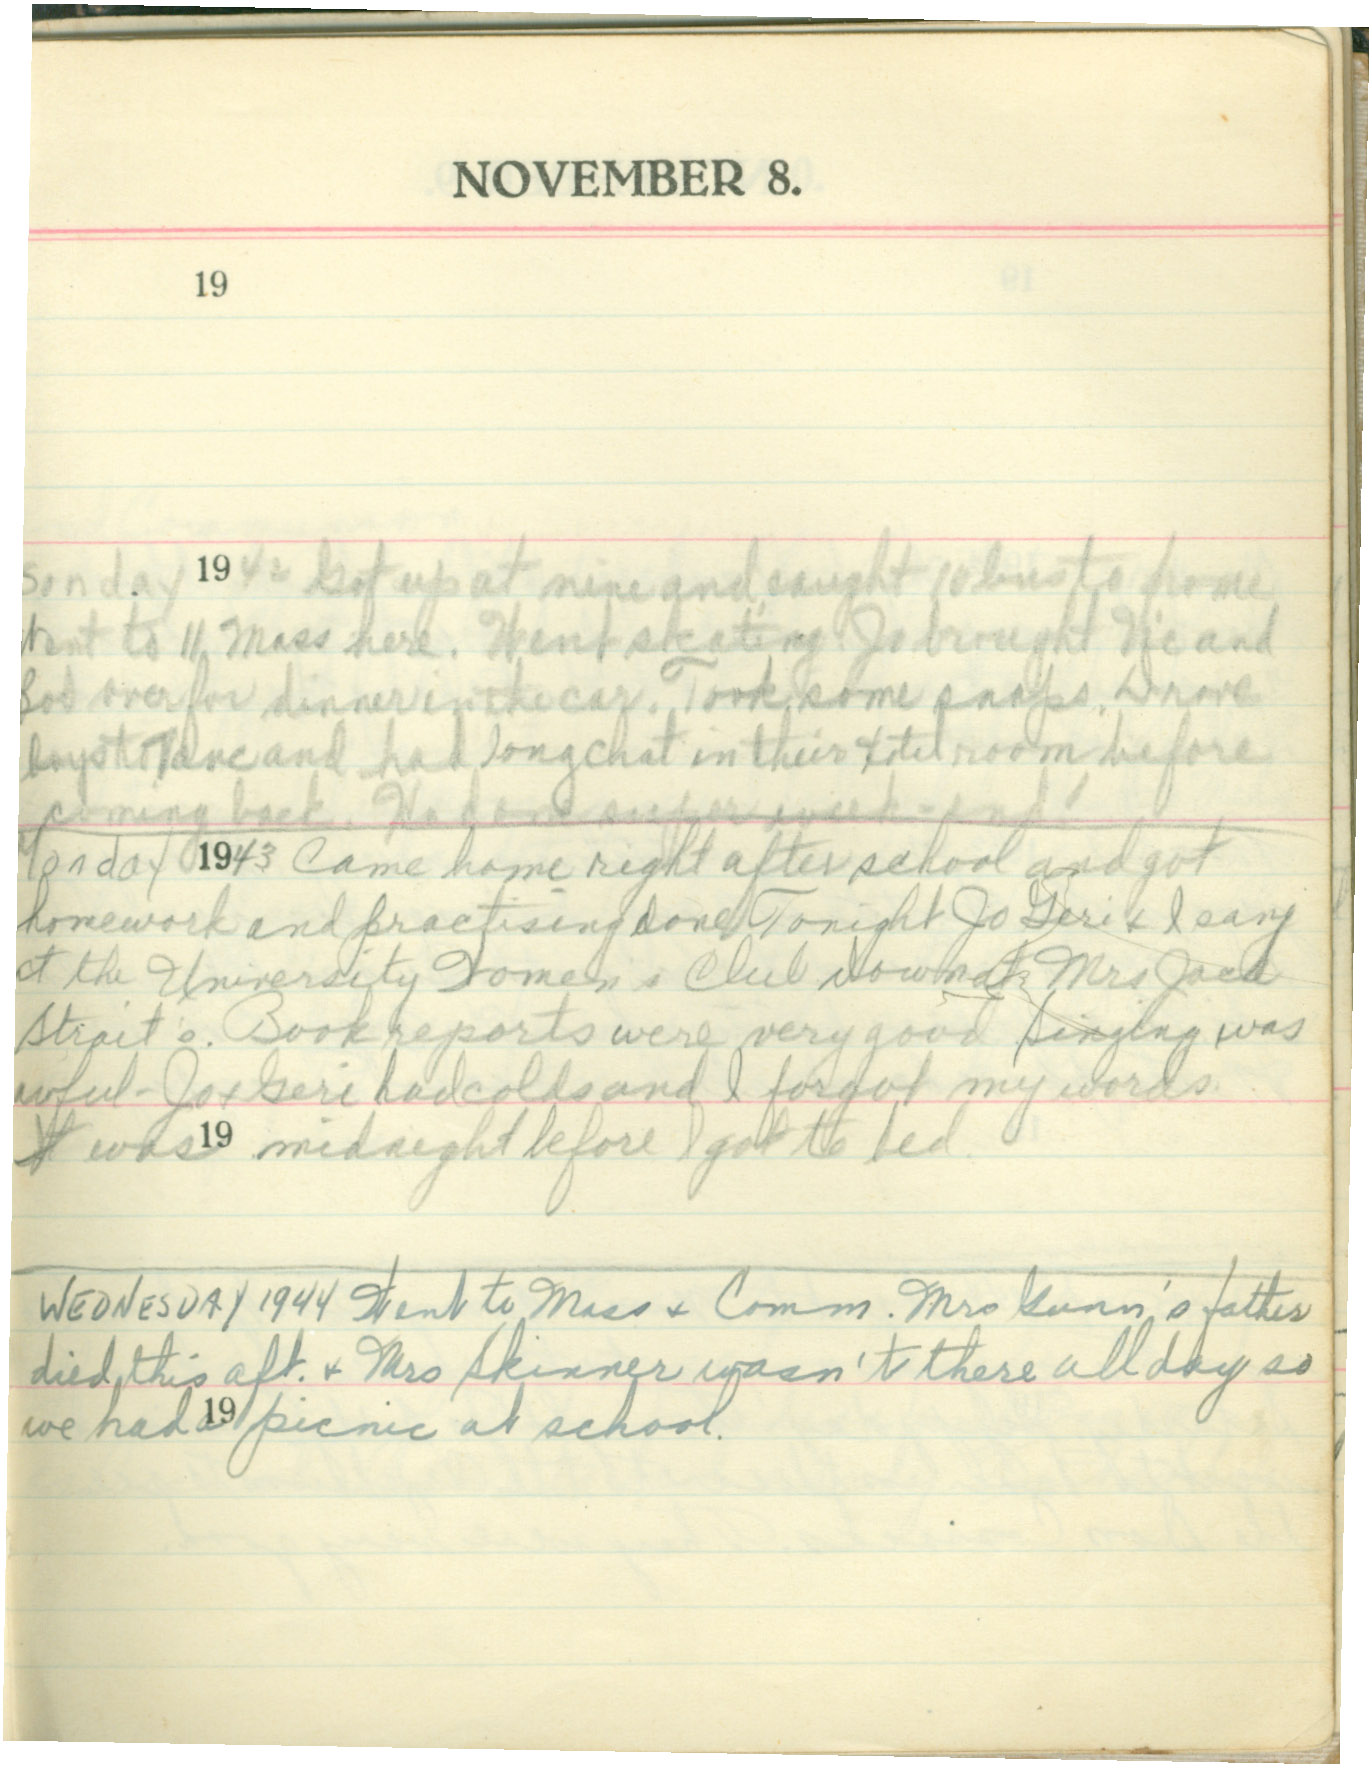 NOVEMBER 8.
19
Sunday 1942 Got up at nine and caught 10 bus to home
Went to 11 Mass here. Went skating. Jo brought Vic and
Bob over for dinner in the car. Took some snaps. Drove
boys to and had long chat in their hotel room before
coming back. Had one super week-end!
Monday 1943 Came home right after school and got
homework and practising done. Tonight Jo Geri & I sang
at the University Women's Club down at Mrs Jack
Strait's. Book reports were very good Singing was
awful - Jo & Geri had colds and I forgot my words.
It was 19 midnight before I got to bed.
WEDNESDAY 1944 Went to Mass & Comm. Mrs Gunn's father
died this aft. & Mrs Skinner wasn't there all day so
we had a 19 picnic at school.